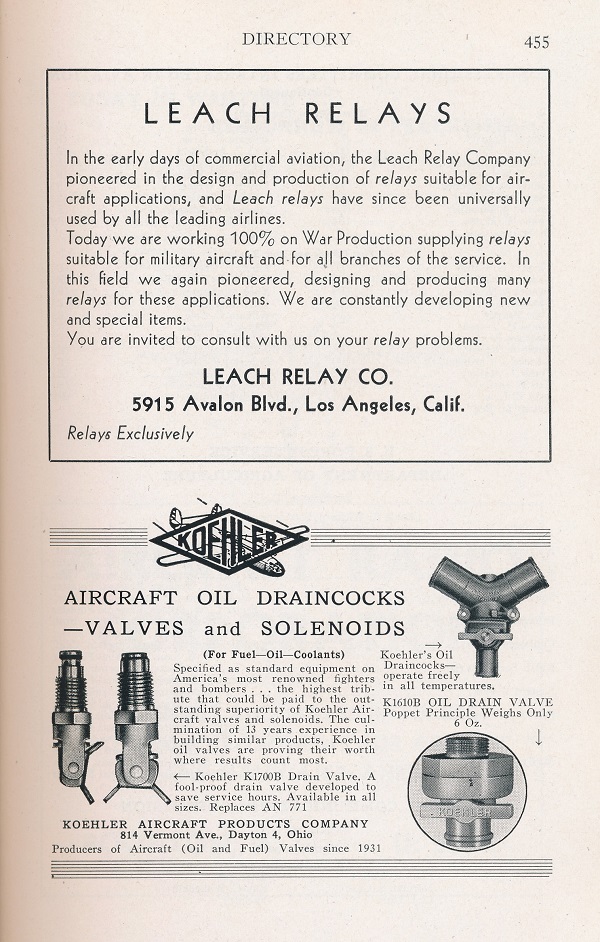 DIRECTORY 455
LEACH RELAYS
In the early days of commercial aviation, the Leach Relay Company
pioneered in the design and production of relays suitable for air-
craft applications, and Leach relays have since been universally
used by all the leading airlines.
Today we are working 100% on War Production supplying relays
suitable for military aircraft and for all branches of the service. In
this field we again pioneered, designing and producing many
relays for these applications. We are constantly developing new
and special items.
You are invited to consult with us on your relay problems.
LEACH RELAY CO.
5915 Avalon Blvd., Los Angeles, Calif.
Relays Exclusively
KOEHLER
AIRCRAFT OIL DRAINCOCKS
—VALVES and SOLENOIDS
(For Fuel—Oil—Coolants)
Specified as standard equipment on
America's most renowned fighters
and bombers . . . the highest trib-
ute that could be paid to the out-
standing superiority of Koehler Air-
craft valves and solenoids. The cul-
mination of 13 years experience in
building similar products, Koehler
oil valves are proving their worth
where results count most.
← Koehler K1700B Drain Valve. A
fool-proof drain valve developed to
save service hours. Available in all
sizes. Replaces AN 771
KOEHLER AIRCRAFT PRODUCTS COMPANY
814 Vermont Ave., Dayton 4, Ohio
Producers of Aircraft (Oil and Fuel) Valves since 1931
Koehler's Oil
Draincocks—
operate freely
in all temperatures.
K1610B OIL DRAIN VALVE
Poppet Principle Weighs Only
6 Oz.
KOEHLER